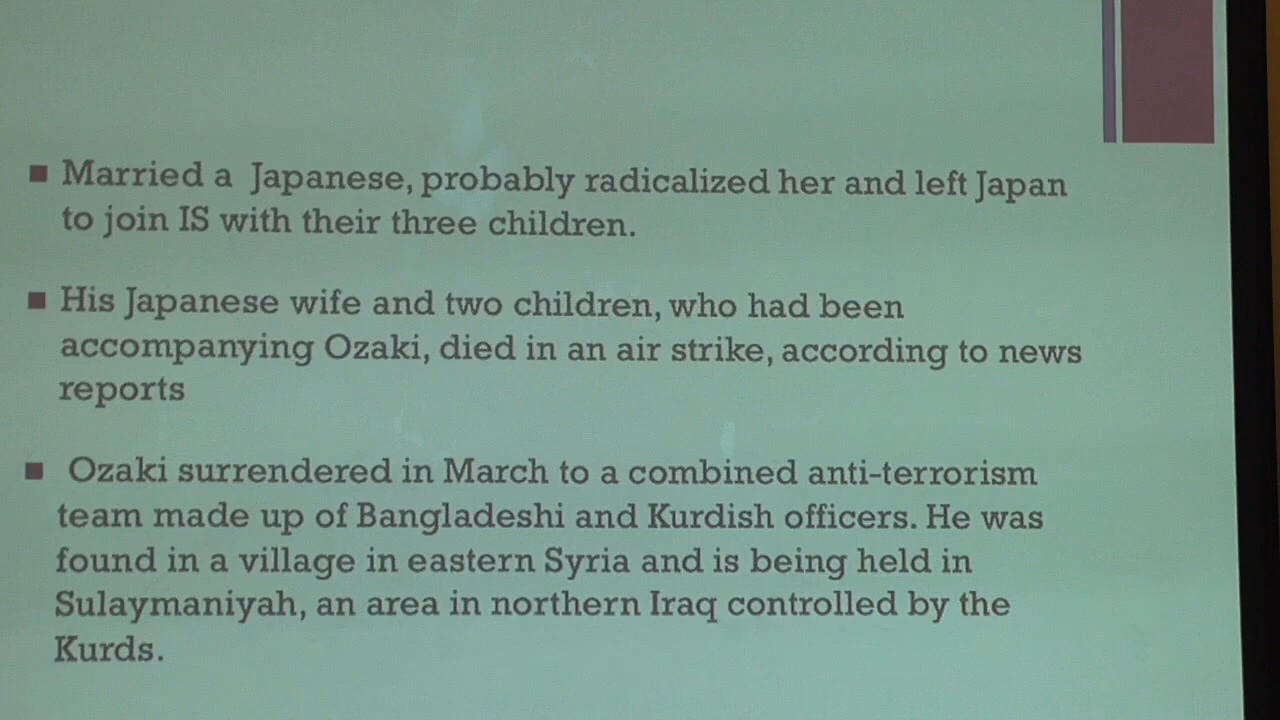 Married a Japanese, probably radicalized her and left Japan
to join IS with their three children.
His Japanese wife and two children, who had been
accompanying Ozaki, died in an air strike, according to news
reports
Ozaki surrendered in March to a combined anti-terrorism
team made up of Bangladeshi and Kurdish officers. He was
found in a village in eastern Syria and is being held in
Sulaymaniyah, an area in northern Iraq controlled by the
Kurds.